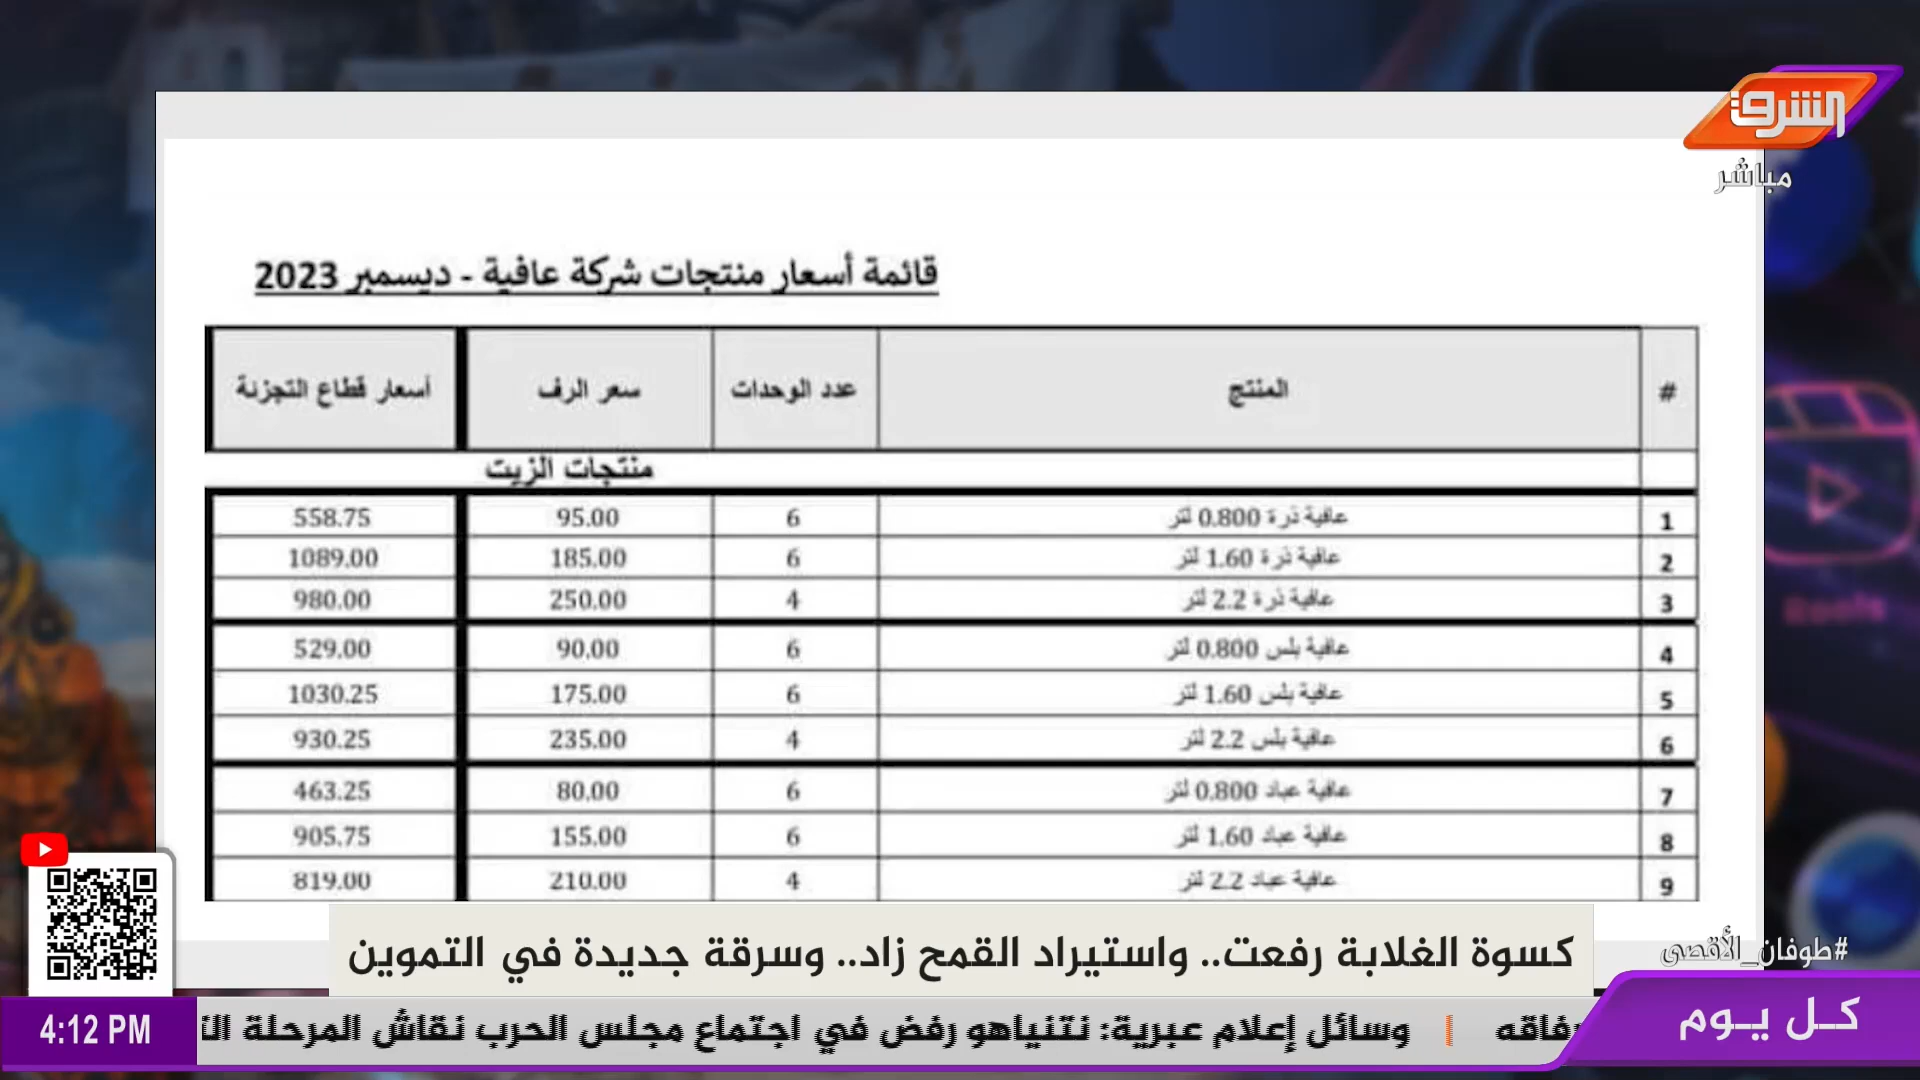 الشرق
مباشر
قائمة أسعار منتجات شركة عافية - ديسمبر 2023
# المنتج عدد الوحدات سعر الرف أسعار قطاع التجزئة
منتجات الزيت
1 عافية ذرة 0.800 لتر 6 95.00 558.75
2 عافية ذرة 1.60 لتر 6 185.00 1089.00
3 عافية ذرة 2.2 لتر 4 250.00 980.00
4 عافية بلس 0.800 لتر 6 90.00 529.00
5 عافية بلس 1.60 لتر 6 175.00 1030.25
6 عافية بلس 2.2 لتر 4 235.00 930.25
7 عافية عباد 0.800 لتر 6 80.00 463.25
8 عافية عباد 1.60 لتر 6 155.00 905.75
9 عافية عباد 2.2 لتر 4 210.00 819.00
Reels
كسوة الغلابة رفعت.. واستيراد القمح زاد.. وسرقة جديدة في التموين
#طوفان_الأقصى
كل يوم
رفاقه | وسائل إعلام عبرية: نتنياهو رفض في اجتماع مجلس الحرب نقاش المرحلة
4:12 PM